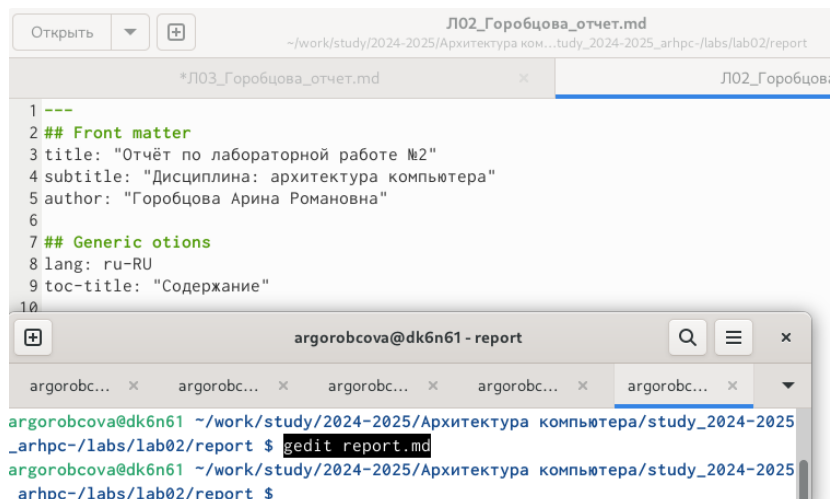 Открыть
Л02_Горобцова_отчет.md
~/work/study/2024-2025/Архитектура ком...tudy_2024-2025_arhpc-/labs/lab02/report
*Л03_Горобцова_отчет.md × Л02_Горобцова
1 ---
2 ## Front matter
3 title: "Отчёт по лабораторной работе №2"
4 subtitle: "Дисциплина: архитектура компьютера"
5 author: "Горобцова Арина Романовна"
6
7 ## Generic otions
8 lang: ru-RU
9 toc-title: "Содержание"
10
argorobcova@dk6n61 - report
argorobc... × argorobc... × argorobc... × argorobc... × argorobc... ×
argorobcova@dk6n61 ~/work/study/2024-2025/Архитектура компьютера/study_2024-2025
_arhpc-/labs/lab02/report $ gedit report.md
argorobcova@dk6n61 ~/work/study/2024-2025/Архитектура компьютера/study_2024-2025
_arhpc-/labs/lab02/report $